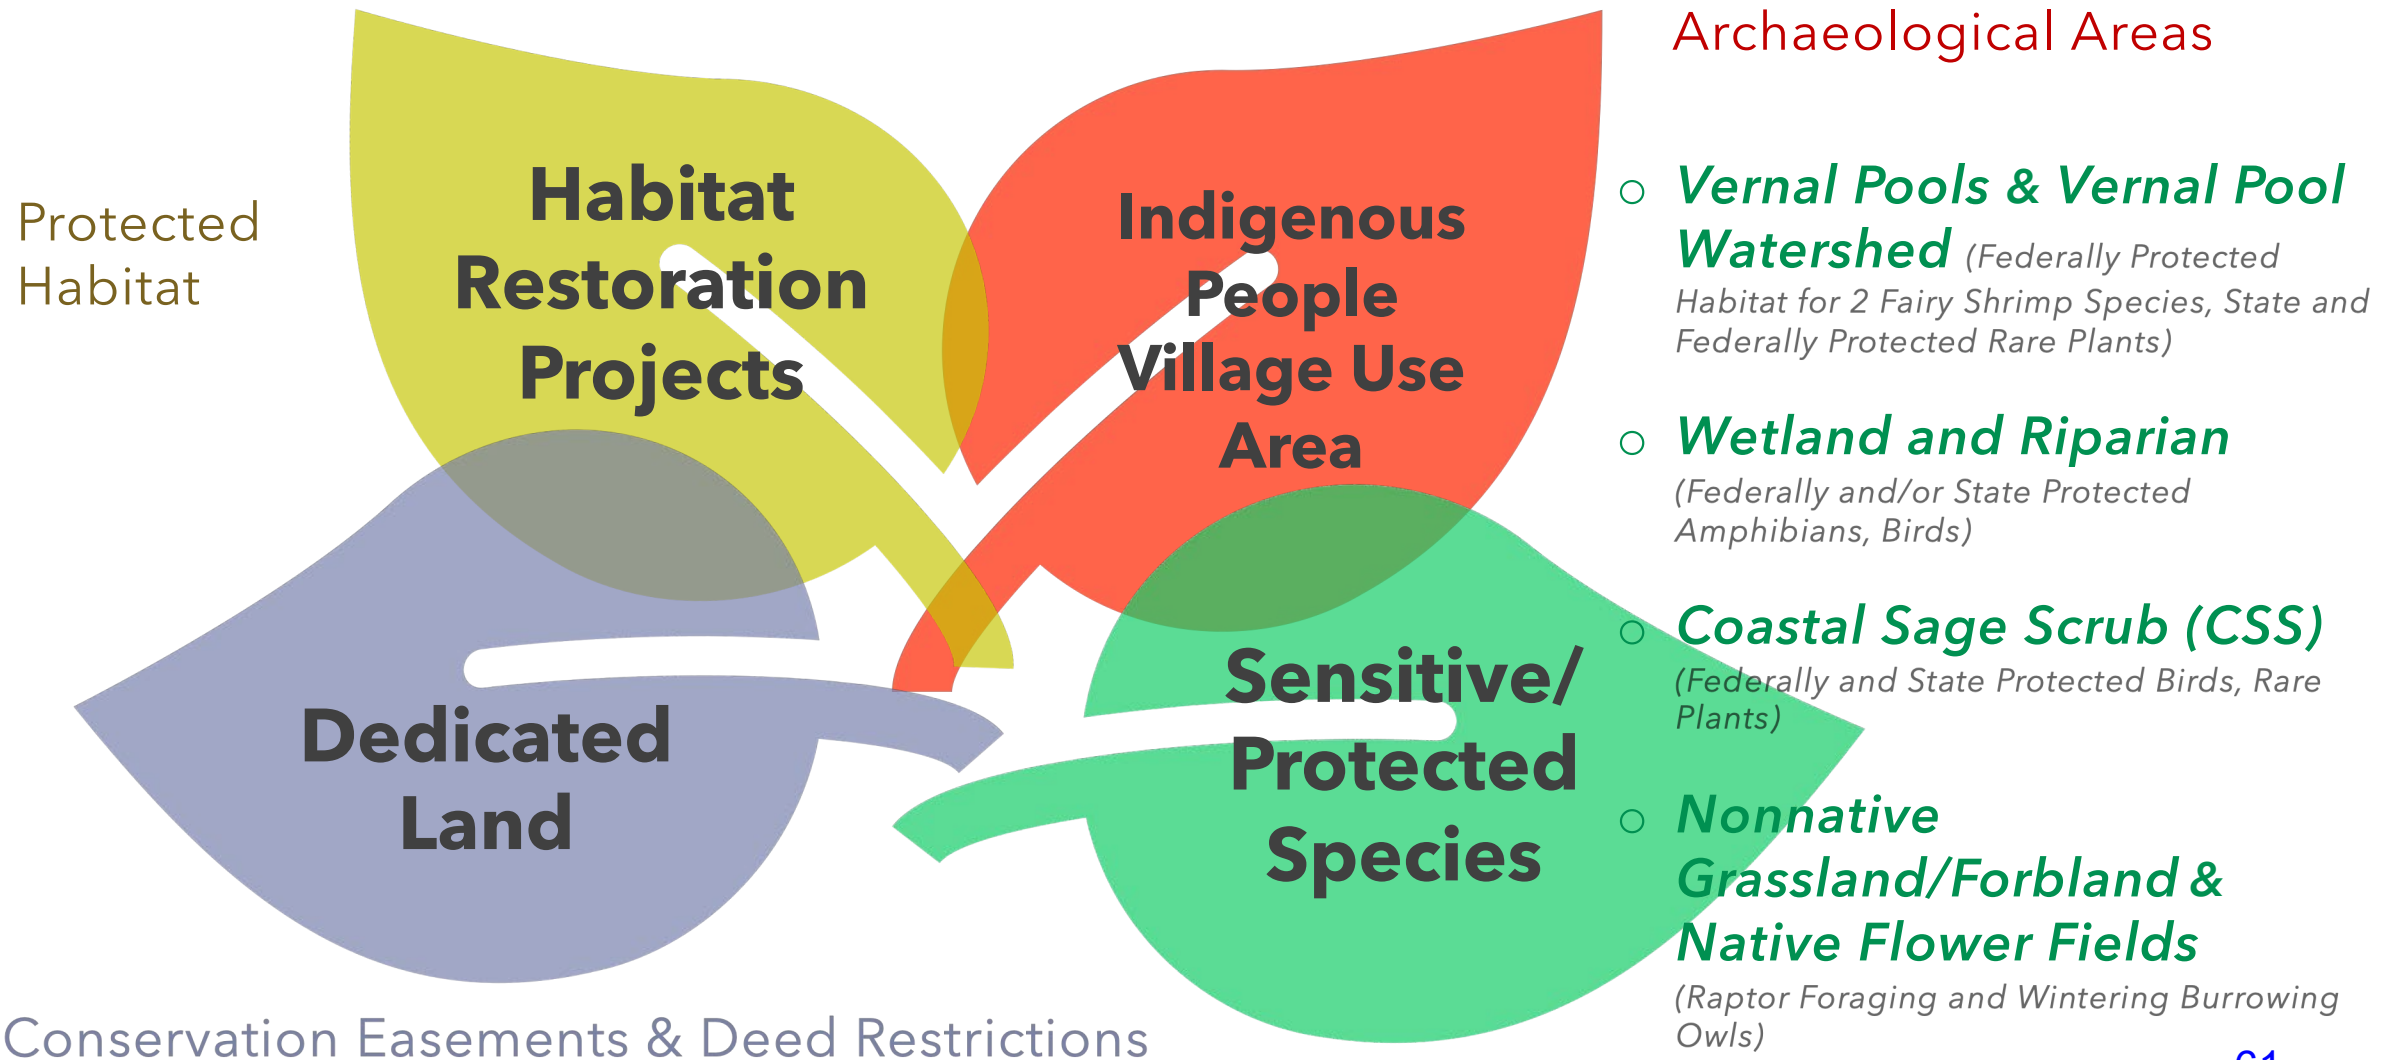 Protected
Habitat
Habitat
Restoration
Projects
Indigenous
People
Village Use
Area
Dedicated
Land
Sensitive/
Protected
Species
Conservation Easements & Deed Restrictions
Archaeological Areas
○ Vernal Pools & Vernal Pool
Watershed (Federally Protected
Habitat for 2 Fairy Shrimp Species, State and
Federally Protected Rare Plants)
○ Wetland and Riparian
(Federally and/or State Protected
Amphibians, Birds)
○ Coastal Sage Scrub (CSS)
(Federally and State Protected Birds, Rare
Plants)
○ Nonnative
Grassland/Forbland &
Native Flower Fields
(Raptor Foraging and Wintering Burrowing
Owls)